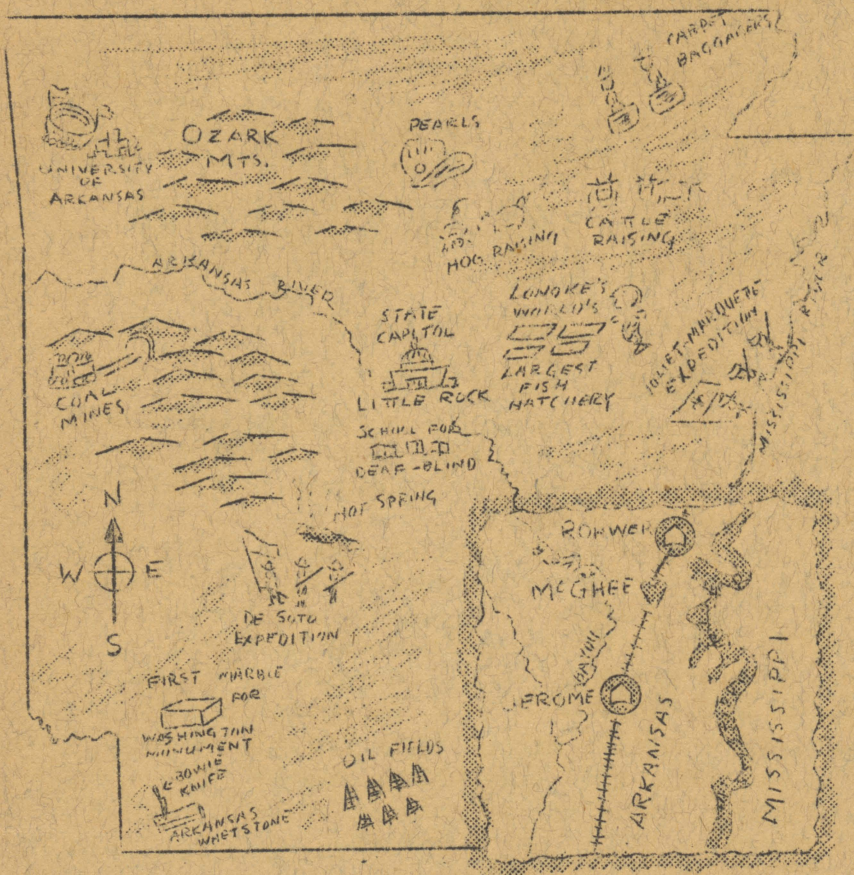 CARPET
BAGGAGERS
UNIVERSITY
OF
ARKANSAS
OZARK
MTS.
PEARLS
HOG RAISING
CATTLE
RAISING
ARKANSAS RIVER
STATE
CAPITOL
LITTLE ROCK
LONOKE'S
WORLD'S
LARGEST
FISH
HATCHERY
JOLIET-MARQUETE
EXPEDITION
MISSISSIPPI RIVER
COAL
MINES
SCHOOL FOR
DEAF-BLIND
HOT SPRING
N
W E
S
DE SOTO
EXPEDITION
FIRST MARBLE
FOR
WASHINGTON
MONUMENT
BOWIE
KNIFE
ARKANSAS
WHETSTONE
OIL FIELDS
ROHWER
McGHEE
BAYOU
JEROME
ARKANSAS
MISSISSIPPI